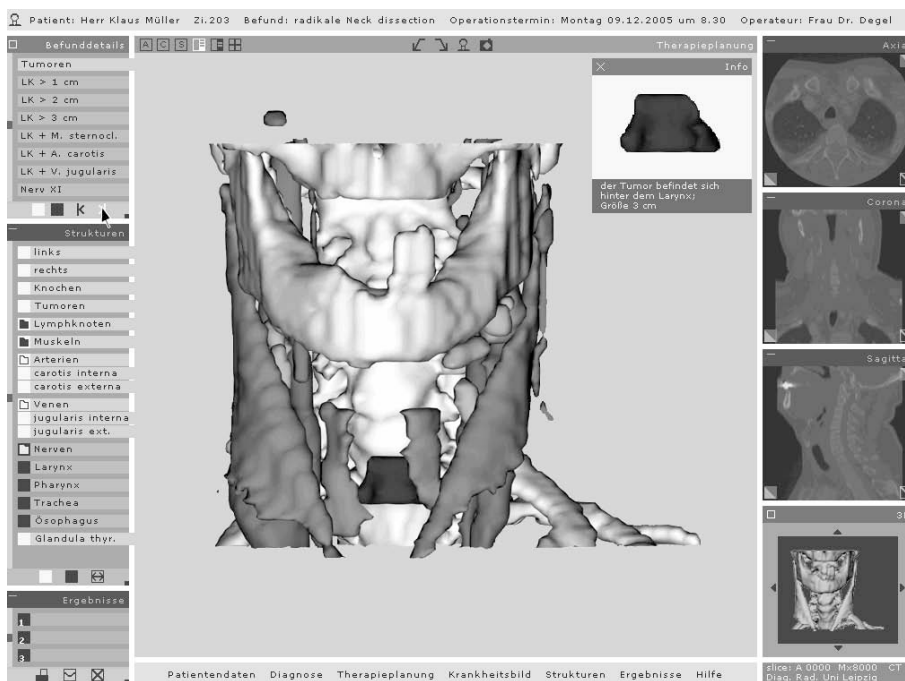 Patient: Herr Klaus Müller Zi.203 Befund: radikale Neck dissection Operationstermin: Montag 09.12.2005 um 8.30 Operateur: Frau Dr. Degel
Befunddetails
Tumoren
LK > 1 cm
LK > 2 cm
LK > 3 cm
LK + M. sternocl.
LK + A. carotis
LK + V. jugularis
Nerv XI
Strukturen
links
rechts
Knochen
Tumoren
Lymphknoten
Muskeln
Arterien
carotis interna
carotis externa
Venen
jugularis interna
jugularis ext.
Nerven
Larynx
Pharynx
Trachea
Ösophagus
Glandula thyr.
Ergebnisse
1
2
3
A C S
Therapieplanung
Info
der Tumor befindet sich
hinter dem Larynx;
Größe 3 cm
Patientendaten Diagnose Therapieplanung Krankheitsbild Strukturen Ergebnisse Hilfe
Axia
Corona
Sagitta
3
slice: A 0000 Mx8000 CT
Diag. Rad. Uni Leipzig